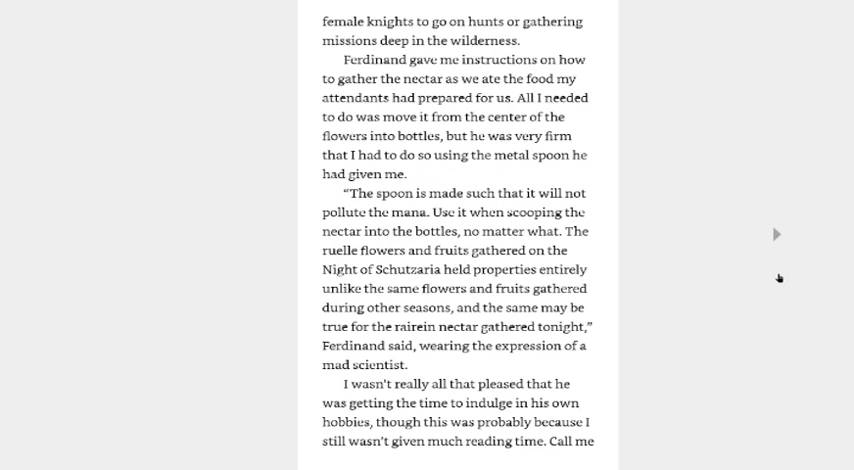 female knights to go on hunts or gathering
missions deep in the wilderness.
Ferdinand gave me instructions on how
to gather the nectar as we ate the food my
attendants had prepared for us. All I needed
to do was move it from the center of the
flowers into bottles, but he was very firm
that I had to do so using the metal spoon he
had given me.
“The spoon is made such that it will not
pollute the mana. Use it when scooping the
nectar into the bottles, no matter what. The
ruelle flowers and fruits gathered on the
Night of Schutzaria held properties entirely
unlike the same flowers and fruits gathered
during other seasons, and the same may be
true for the rairein nectar gathered tonight,”
Ferdinand said, wearing the expression of a
mad scientist.
I wasn’t really all that pleased that he
was getting the time to indulge in his own
hobbies, though this was probably because I
still wasn’t given much reading time. Call me